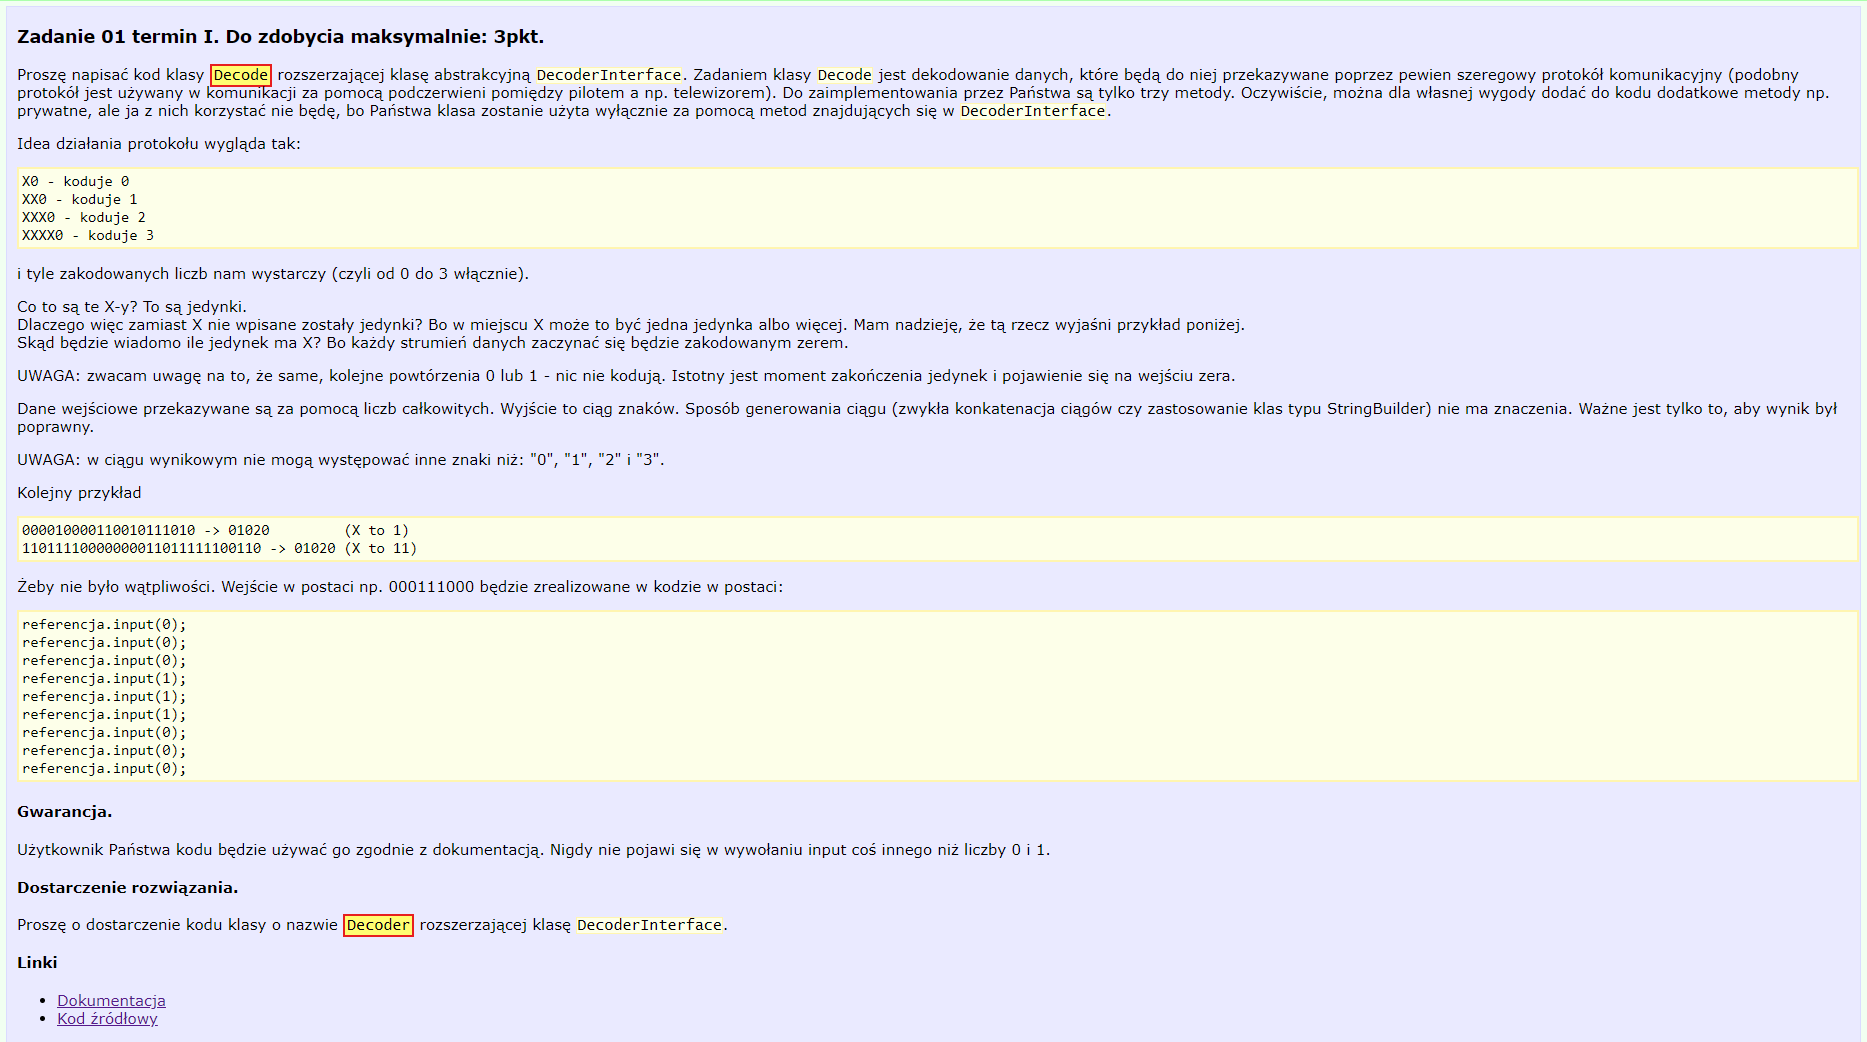 Zadanie 01 termin I. Do zdobycia maksymalnie: 3pkt.
Proszę napisać kod klasy Decode rozszerzającej klasę abstrakcyjną DecoderInterface. Zadaniem klasy Decode jest dekodowanie danych, które będą do niej przekazywane poprzez pewien szeregowy protokół komunikacyjny (podobny
protokół jest używany w komunikacji za pomocą podczerwieni pomiędzy pilotem a np. telewizorem). Do zaimplementowania przez Państwa są tylko trzy metody. Oczywiście, można dla własnej wygody dodać do kodu dodatkowe metody np.
prywatne, ale ja z nich korzystać nie będę, bo Państwa klasa zostanie użyta wyłącznie za pomocą metod znajdujących się w DecoderInterface.
Idea działania protokołu wygląda tak:
X0 - koduje 0
XX0 - koduje 1
XXX0 - koduje 2
XXXX0 - koduje 3
i tyle zakodowanych liczb nam wystarczy (czyli od 0 do 3 włącznie).
Co to są te X-y? To są jedynki.
Dlaczego więc zamiast X nie wpisane zostały jedynki? Bo w miejscu X może to być jedna jedynka albo więcej. Mam nadzieję, że tą rzecz wyjaśni przykład poniżej.
Skąd będzie wiadomo ile jedynek ma X? Bo każdy strumień danych zaczynać się będzie zakodowanym zerem.
UWAGA: zwacam uwagę na to, że same, kolejne powtórzenia 0 lub 1 - nic nie kodują. Istotny jest moment zakończenia jedynek i pojawienie się na wejściu zera.
Dane wejściowe przekazywane są za pomocą liczb całkowitych. Wyjście to ciąg znaków. Sposób generowania ciągu (zwykła konkatenacja ciągów czy zastosowanie klas typu StringBuilder) nie ma znaczenia. Ważne jest tylko to, aby wynik był
poprawny.
UWAGA: w ciągu wynikowym nie mogą występować inne znaki niż: "0", "1", "2" i "3".
Kolejny przykład
000010000110010111010 -> 01020 (X to 1)
11011110000000011011111100110 -> 01020 (X to 11)
Żeby nie było wątpliwości. Wejście w postaci np. 000111000 będzie zrealizowane w kodzie w postaci:
referencja.input(0);
referencja.input(0);
referencja.input(0);
referencja.input(1);
referencja.input(1);
referencja.input(1);
referencja.input(0);
referencja.input(0);
referencja.input(0);
Gwarancja.
Użytkownik Państwa kodu będzie używać go zgodnie z dokumentacją. Nigdy nie pojawi się w wywołaniu input coś innego niż liczby 0 i 1.
Dostarczenie rozwiązania.
Proszę o dostarczenie kodu klasy o nazwie Decoder rozszerzającej klasę DecoderInterface.
Linki
• Dokumentacja
• Kod źródłowy